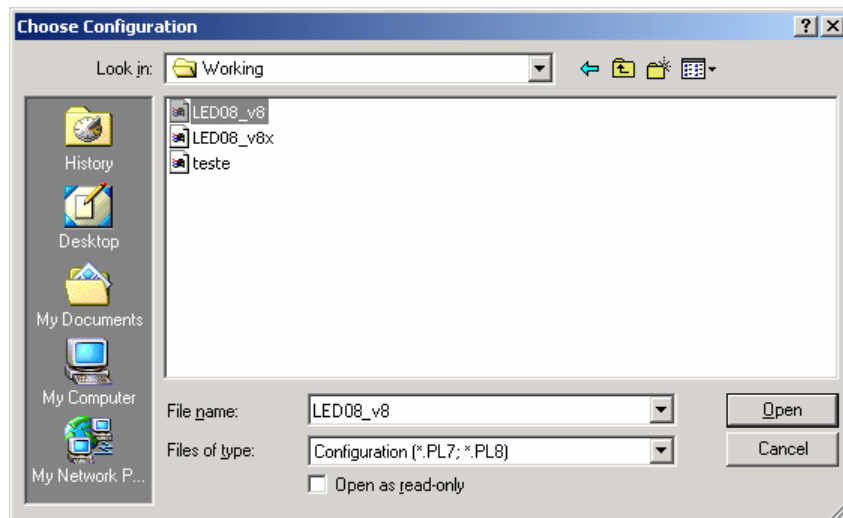 Choose Configuration
Look in: Working
History
Desktop
My Documents
My Computer
My Network P...
LED08_v8
LED08_v8x
teste
File name: LED08_v8 Open
Files of type: Configuration (*.PL7; *.PL8) Cancel
Open as read-only